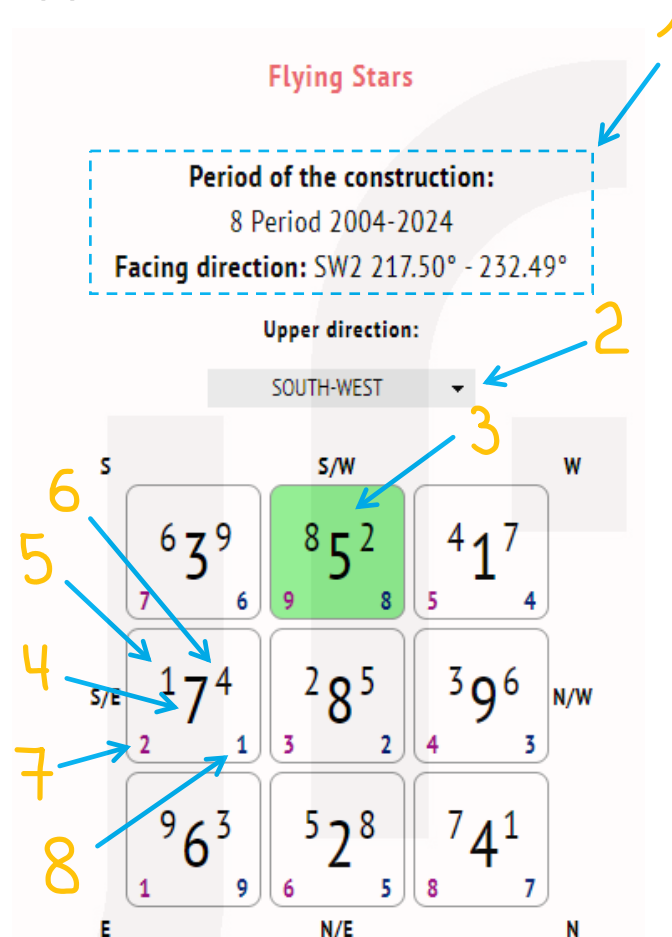 Flying Stars
Period of the construction:
8 Period 2004-2024
Facing direction: SW2 217.50° - 232.49°
Upper direction:
2
SOUTH-WEST
3
S S/W W
6
6 3 9 8 5 2 4 1 7
5
7 6 9 8 5 4
4
S/E 1 7 4 2 8 5 3 9 6 N/W
7
2 1 3 2 4 3
8
9 6 3 5 2 8 7 4 1
1 9 6 5 8 7
E N/E N